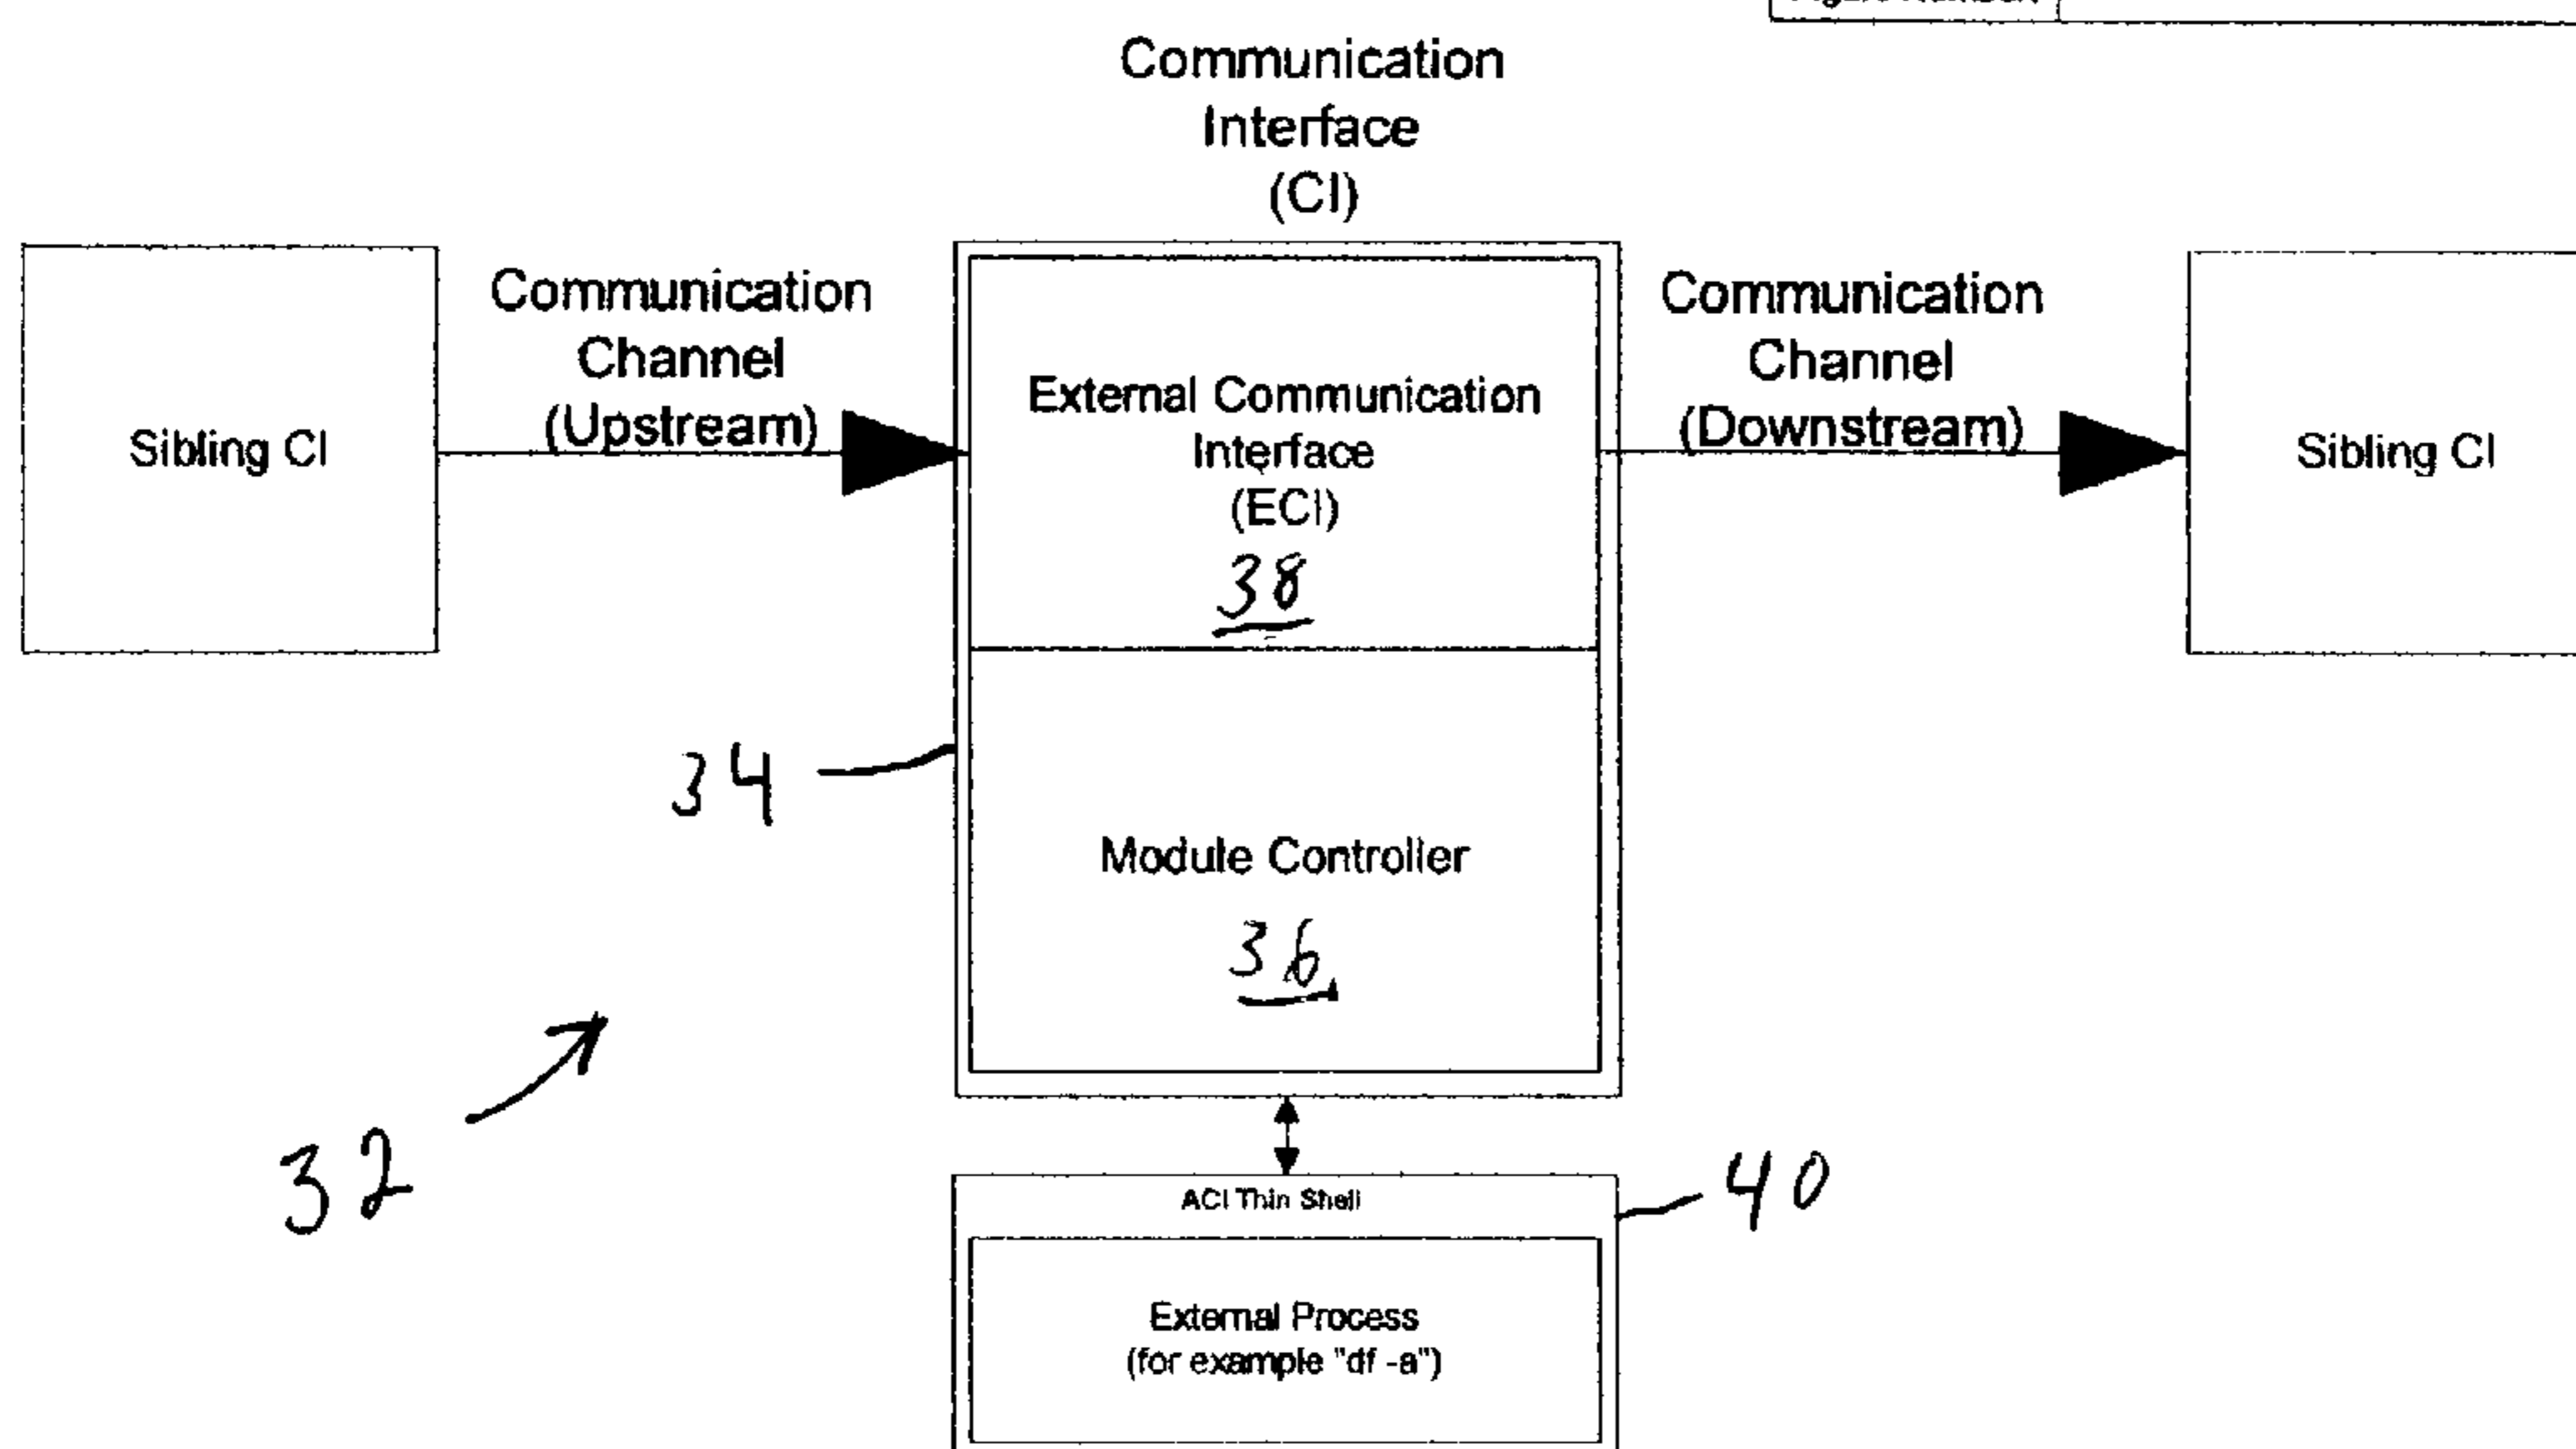 Communication
Interface
(CI)
Communication
Channel
(Upstream)
Communication
Channel
(Downstream)
Sibling CI
External Communication
Interface
(ECI)
38
Sibling CI
34
Module Controller
36
32
ACI Thin Shell
40
External Process
(for example "df -a")